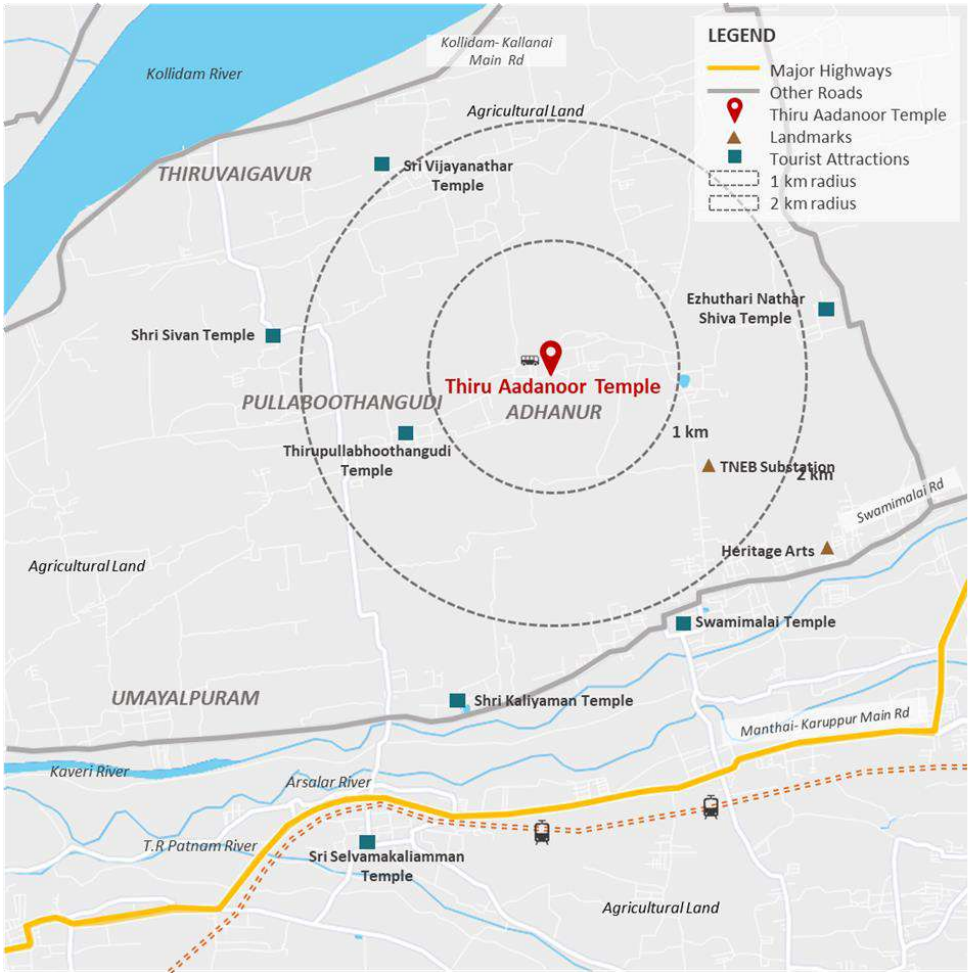 Kollidam River
Kollidam- Kallanai
Main Rd
LEGEND
Major Highways
Other Roads
Thiru Aadanoor Temple
Landmarks
Tourist Attractions
1 km radius
2 km radius
Agricultural Land
THIRUVAIGAVUR
Sri Vijayanathar
Temple
Ezhuthari Nathar
Shiva Temple
Shri Sivan Temple
Thiru Aadanoor Temple
PULLABOOTHANGUDI
ADHANUR
1 km
Thirupullabhoothangudi
Temple
TNEB Substation
2 km
Swamimalai Rd
Heritage Arts
Agricultural Land
Swamimalai Temple
UMAYALPURAM
Shri Kaliyaman Temple
Manthai- Karuppur Main Rd
Kaveri River
Arsalar River
T.R Patnam River
Sri Selvamakaliamman
Temple
Agricultural Land